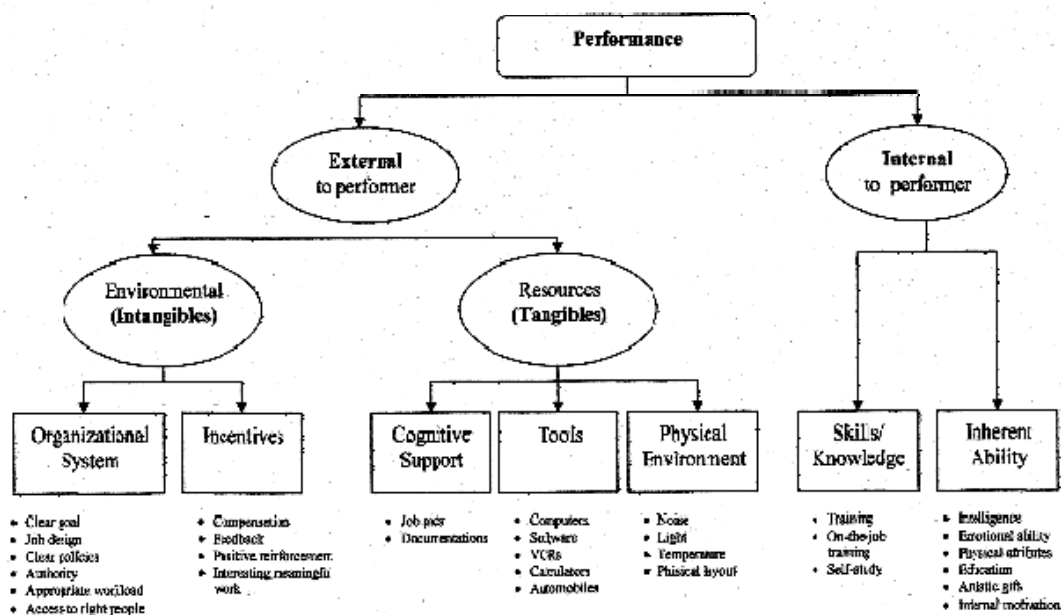 Performance
External
to performer
Internal
to performer
Environmental
(Intangibles)
Resources
(Tangibles)
Organizational
System
Incentives
Cognitive
Support
Tools
Physical
Environment
Skills/
Knowledge
Inherent
Ability
• Clear goal
• Job design
• Clear policies
• Authority
• Appropriate workload
• Access to right people
• Compensation
• Feedback
• Positive reinforcement
• Interesting meaningful
work
• Job aids
• Documentations
• Computers
• Software
• VCRs
• Calculators
• Automobiles
• Noise
• Light
• Temperature
• Phisical layout
• Training
• On-the-job
training
• Self-study
• Intelligence
• Emotional ability
• Physical attributes
• Education
• Artistic gifts
• Internal motivation